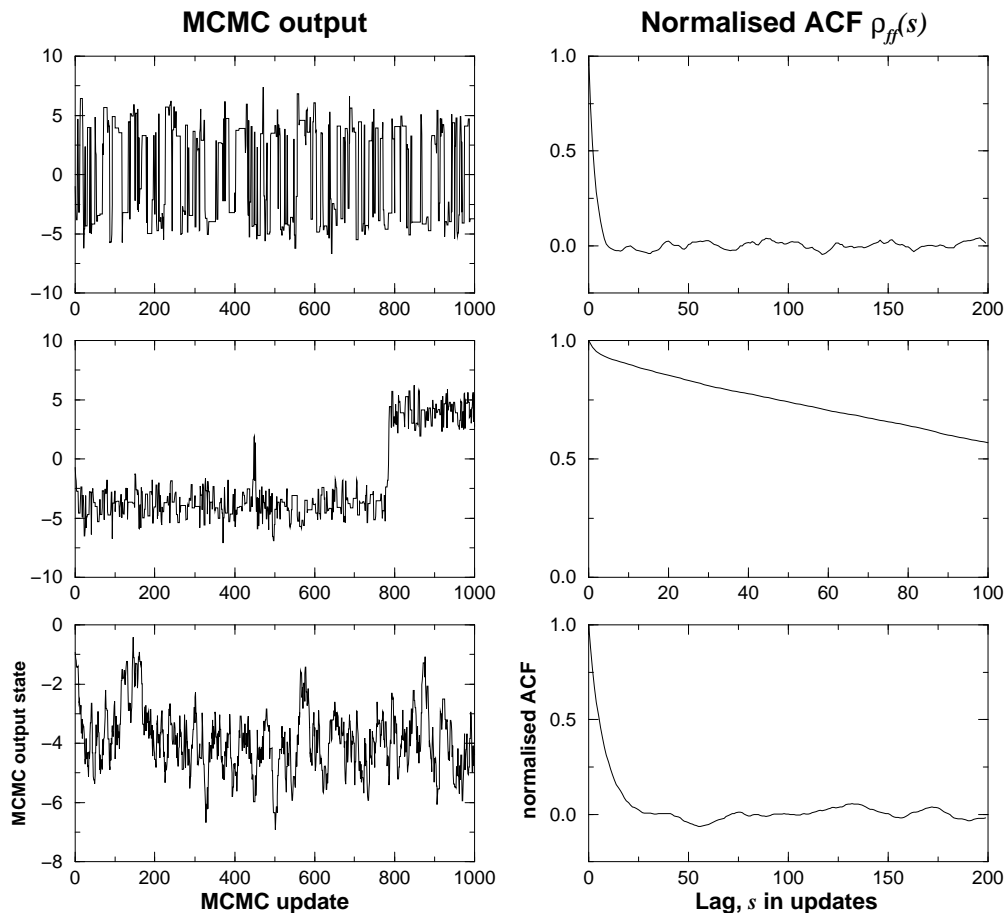 MCMC output
Normalised ACF ρff(s)
10
5
0
−5
−10
0 200 400 600 800 1000
1.0
0.5
0.0
0 50 100 150 200
10
5
0
−5
−10
0 200 400 600 800 1000
1.0
0.5
0.0
0 100
MCMC output state
0
−2
−4
−6
−8
0 200 400 600 800 1000
MCMC update
normalised ACF
1.0
0.5
0.0
0 50 100 150 200
Lag, s in updates